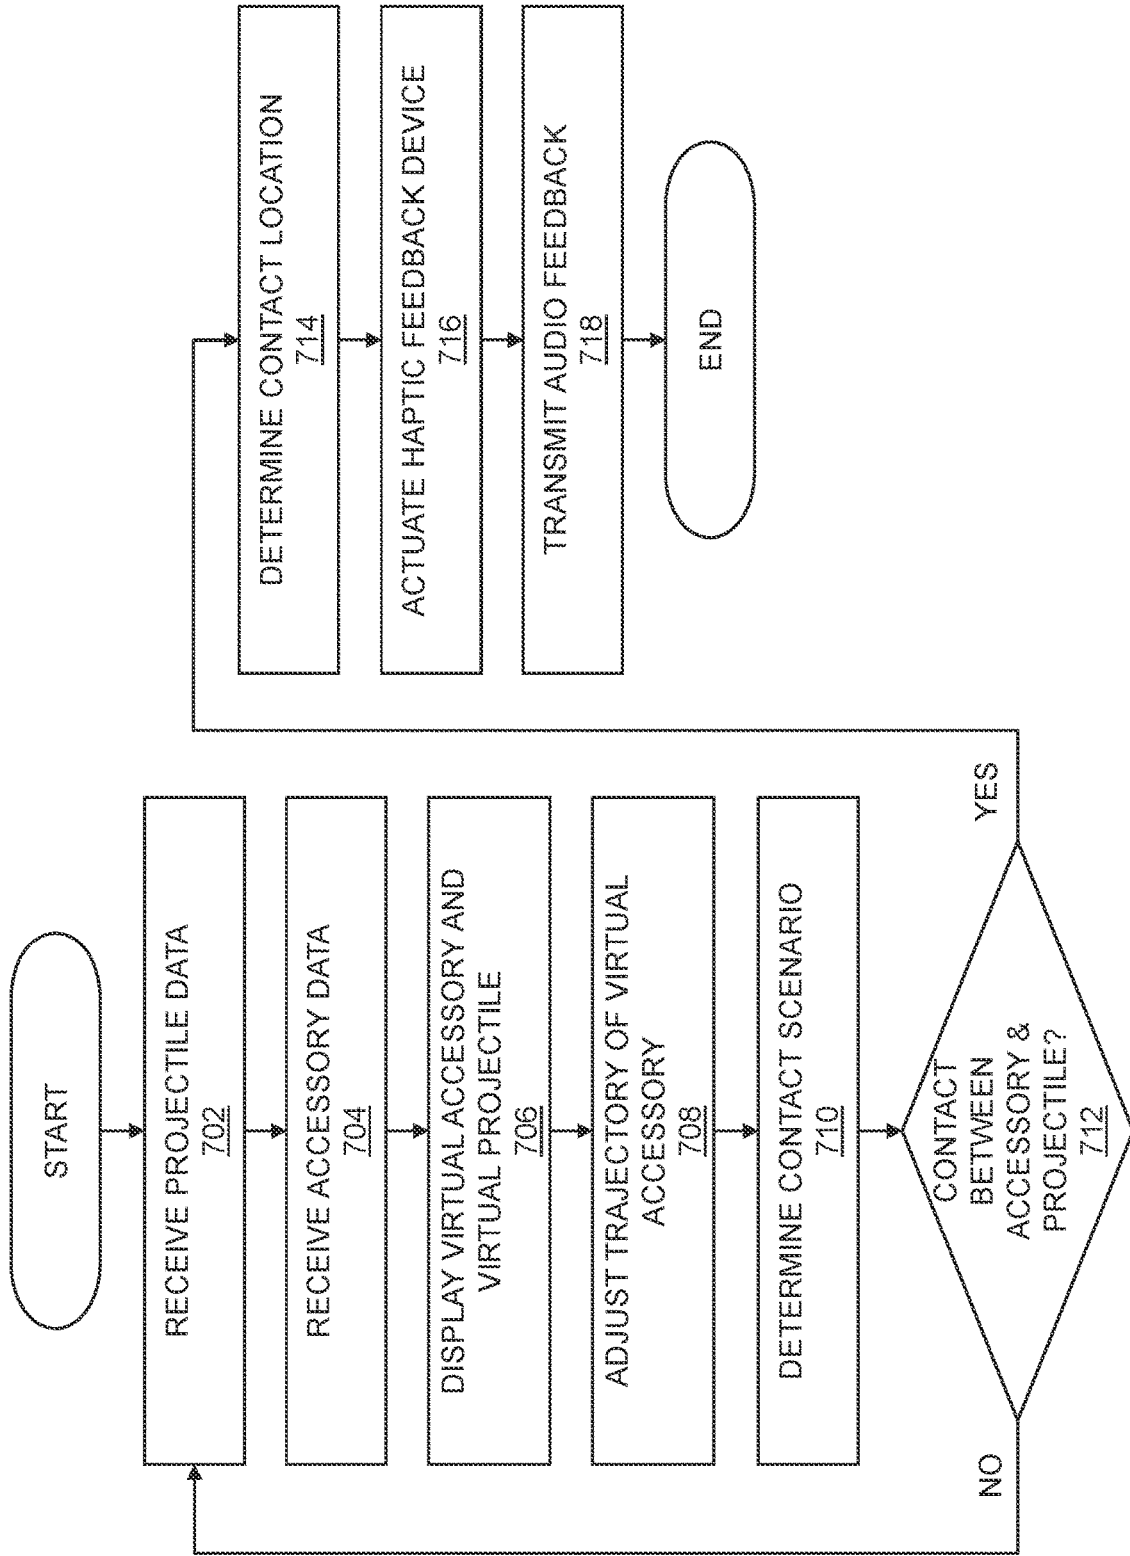 START
RECEIVE PROJECTILE DATA
702
RECEIVE ACCESSORY DATA
704
DISPLAY VIRTUAL ACCESSORY AND
VIRTUAL PROJECTILE
706
ADJUST TRAJECTORY OF VIRTUAL
ACCESSORY
708
DETERMINE CONTACT SCENARIO
710
CONTACT
BETWEEN
ACCESSORY &
PROJECTILE?
712
NO
YES
DETERMINE CONTACT LOCATION
714
ACTUATE HAPTIC FEEDBACK DEVICE
716
TRANSMIT AUDIO FEEDBACK
718
END